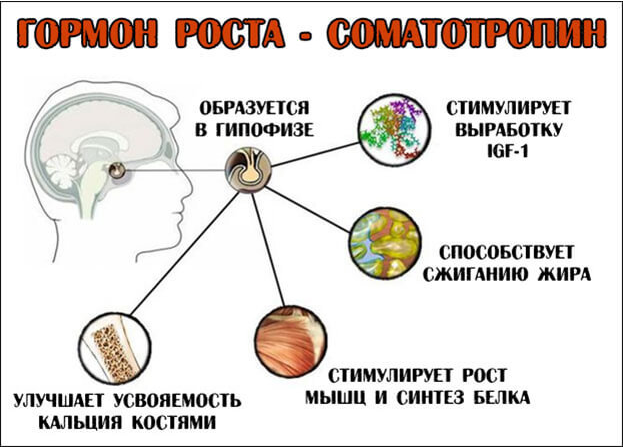 ГОРМОН РОСТА - СОМАТОТРОПИН
ОБРАЗУЕТСЯ
В ГИПОФИЗЕ
СТИМУЛИРУЕТ
ВЫРАБОТКУ
IGF-1
СПОСОБСТВУЕТ
СЖИГАНИЮ ЖИРА
СТИМУЛИРУЕТ РОСТ
МЫШЦ И СИНТЕЗ БЕЛКА
УЛУЧШАЕТ УСВОЯЕМОСТЬ
КАЛЬЦИЯ КОСТЯМИ